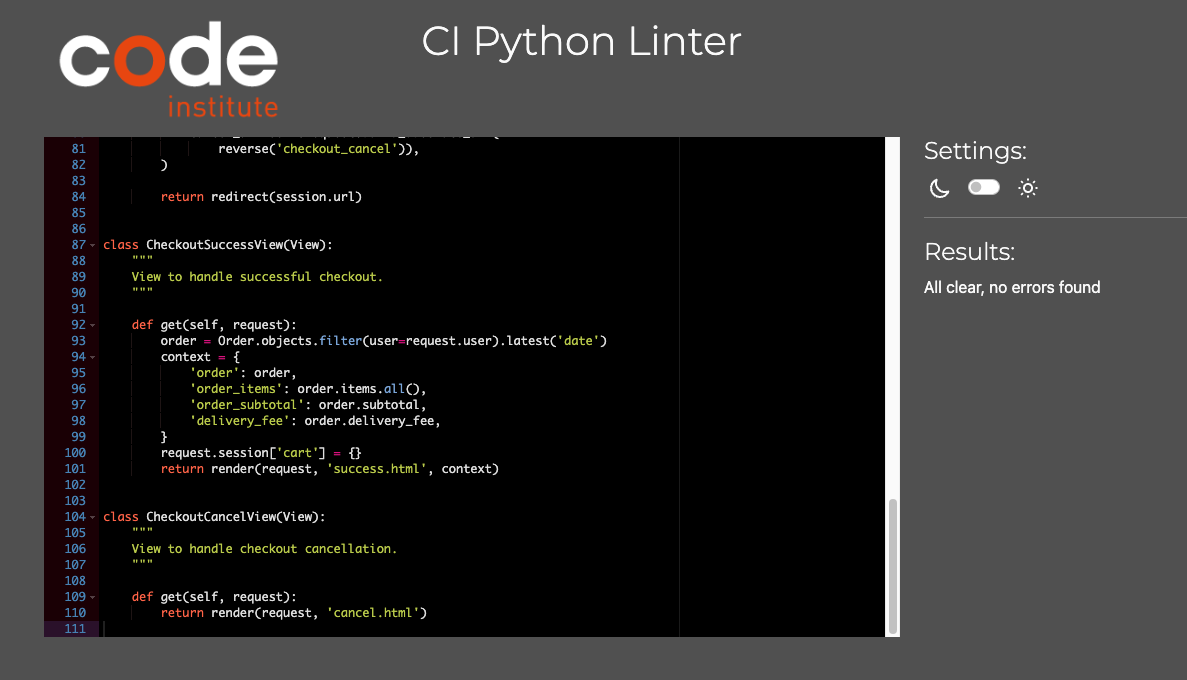 code
institute
CI Python Linter
81 reverse('checkout_cancel')),
82 )
83
84 return redirect(session.url)
85
86
87 class CheckoutSuccessView(View):
88 """
89 View to handle successful checkout.
90 """
91
92 def get(self, request):
93 order = Order.objects.filter(user=request.user).latest('date')
94 context = {
95 'order': order,
96 'order_items': order.items.all(),
97 'order_subtotal': order.subtotal,
98 'delivery_fee': order.delivery_fee,
99 }
100 request.session['cart'] = {}
101 return render(request, 'success.html', context)
102
103
104 class CheckoutCancelView(View):
105 """
106 View to handle checkout cancellation.
107 """
108
109 def get(self, request):
110 return render(request, 'cancel.html')
111
Settings:
Results:
All clear, no errors found